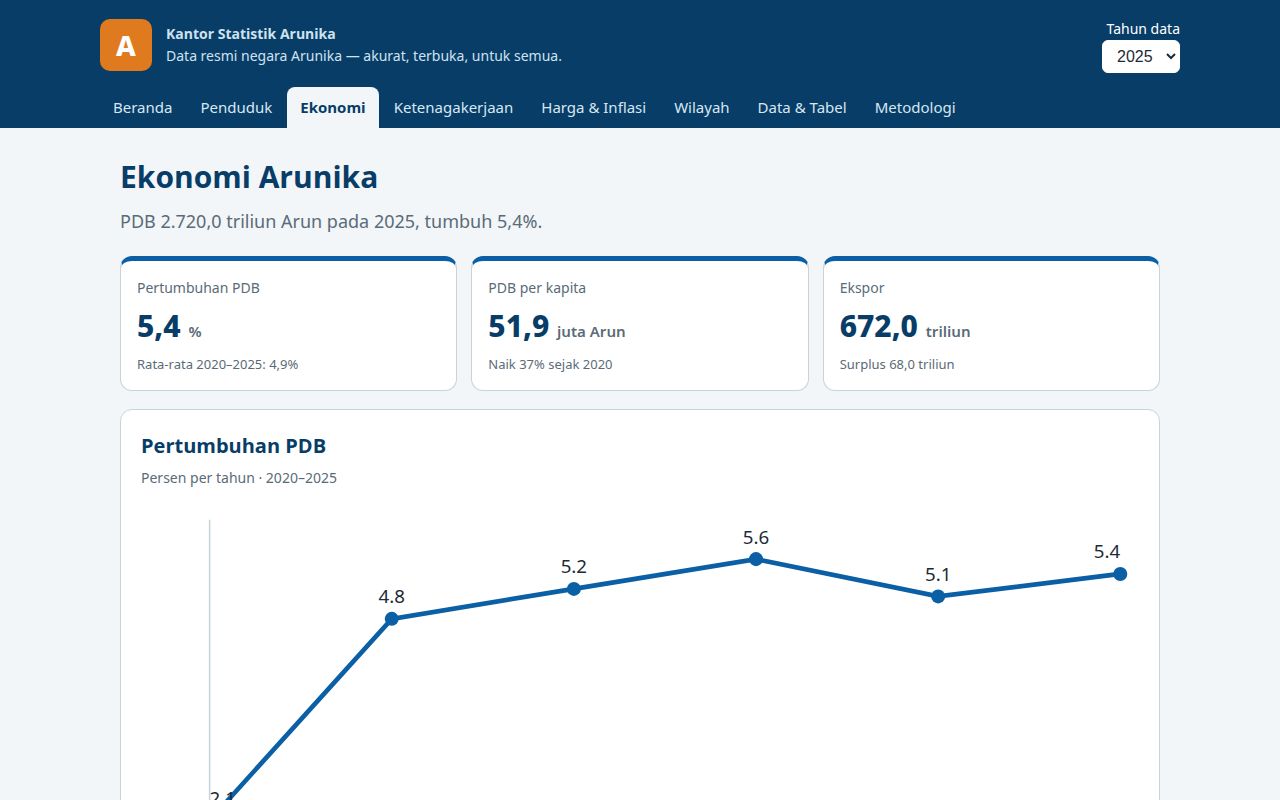 A
Kantor Statistik Arunika
Data resmi negara Arunika — akurat, terbuka, untuk semua.
Tahun data
2025
Beranda Penduduk Ekonomi Ketenagakerjaan Harga & Inflasi Wilayah Data & Tabel Metodologi
Ekonomi Arunika
PDB 2.720,0 triliun Arun pada 2025, tumbuh 5,4%.
Pertumbuhan PDB
5,4 %
Rata-rata 2020–2025: 4,9%
PDB per kapita
51,9 juta Arun
Naik 37% sejak 2020
Ekspor
672,0 triliun
Surplus 68,0 triliun
Pertumbuhan PDB
Persen per tahun · 2020–2025
4.8
5.2
5.6
5.1
5.4